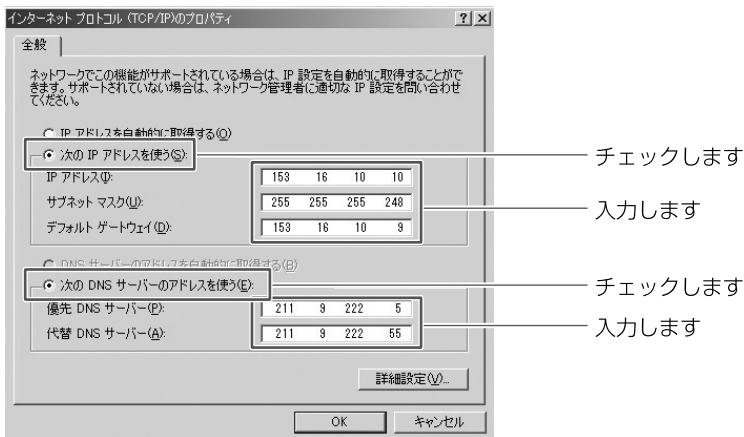 インターネット プロトコル (TCP/IP)のプロパティ
全般
ネットワークでこの機能がサポートされている場合は、IP 設定を自動的に取得することがで
きます。サポートされていない場合は、ネットワーク管理者に適切な IP 設定を問い合わせ
てください。
IP アドレスを自動的に取得する(O)
次の IP アドレスを使う(S):
チェックします
IP アドレス(I):
153 16 10 10
サブネット マスク(U):
255 255 255 248
入力します
デフォルト ゲートウェイ(D):
153 16 10 9
DNS サーバーのアドレスを自動的に取得する(B)
次の DNS サーバーのアドレスを使う(E):
チェックします
優先 DNS サーバー(P):
211 9 222 5
入力します
代替 DNS サーバー(A):
211 9 222 55
詳細設定(V)...
OK
キャンセル